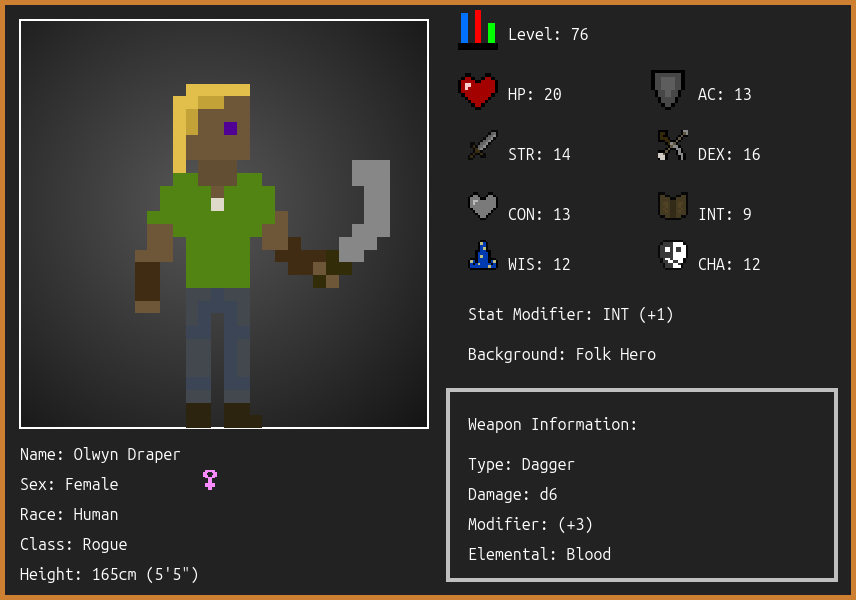 Level: 76
HP: 20
AC: 13
STR: 14
DEX: 16
CON: 13
INT: 9
WIS: 12
CHA: 12
Stat Modifier: INT (+1)
Background: Folk Hero
Weapon Information:
Type: Dagger
Damage: d6
Modifier: (+3)
Elemental: Blood
Name: Olwyn Draper
Sex: Female
Race: Human
Class: Rogue
Height: 165cm (5'5")